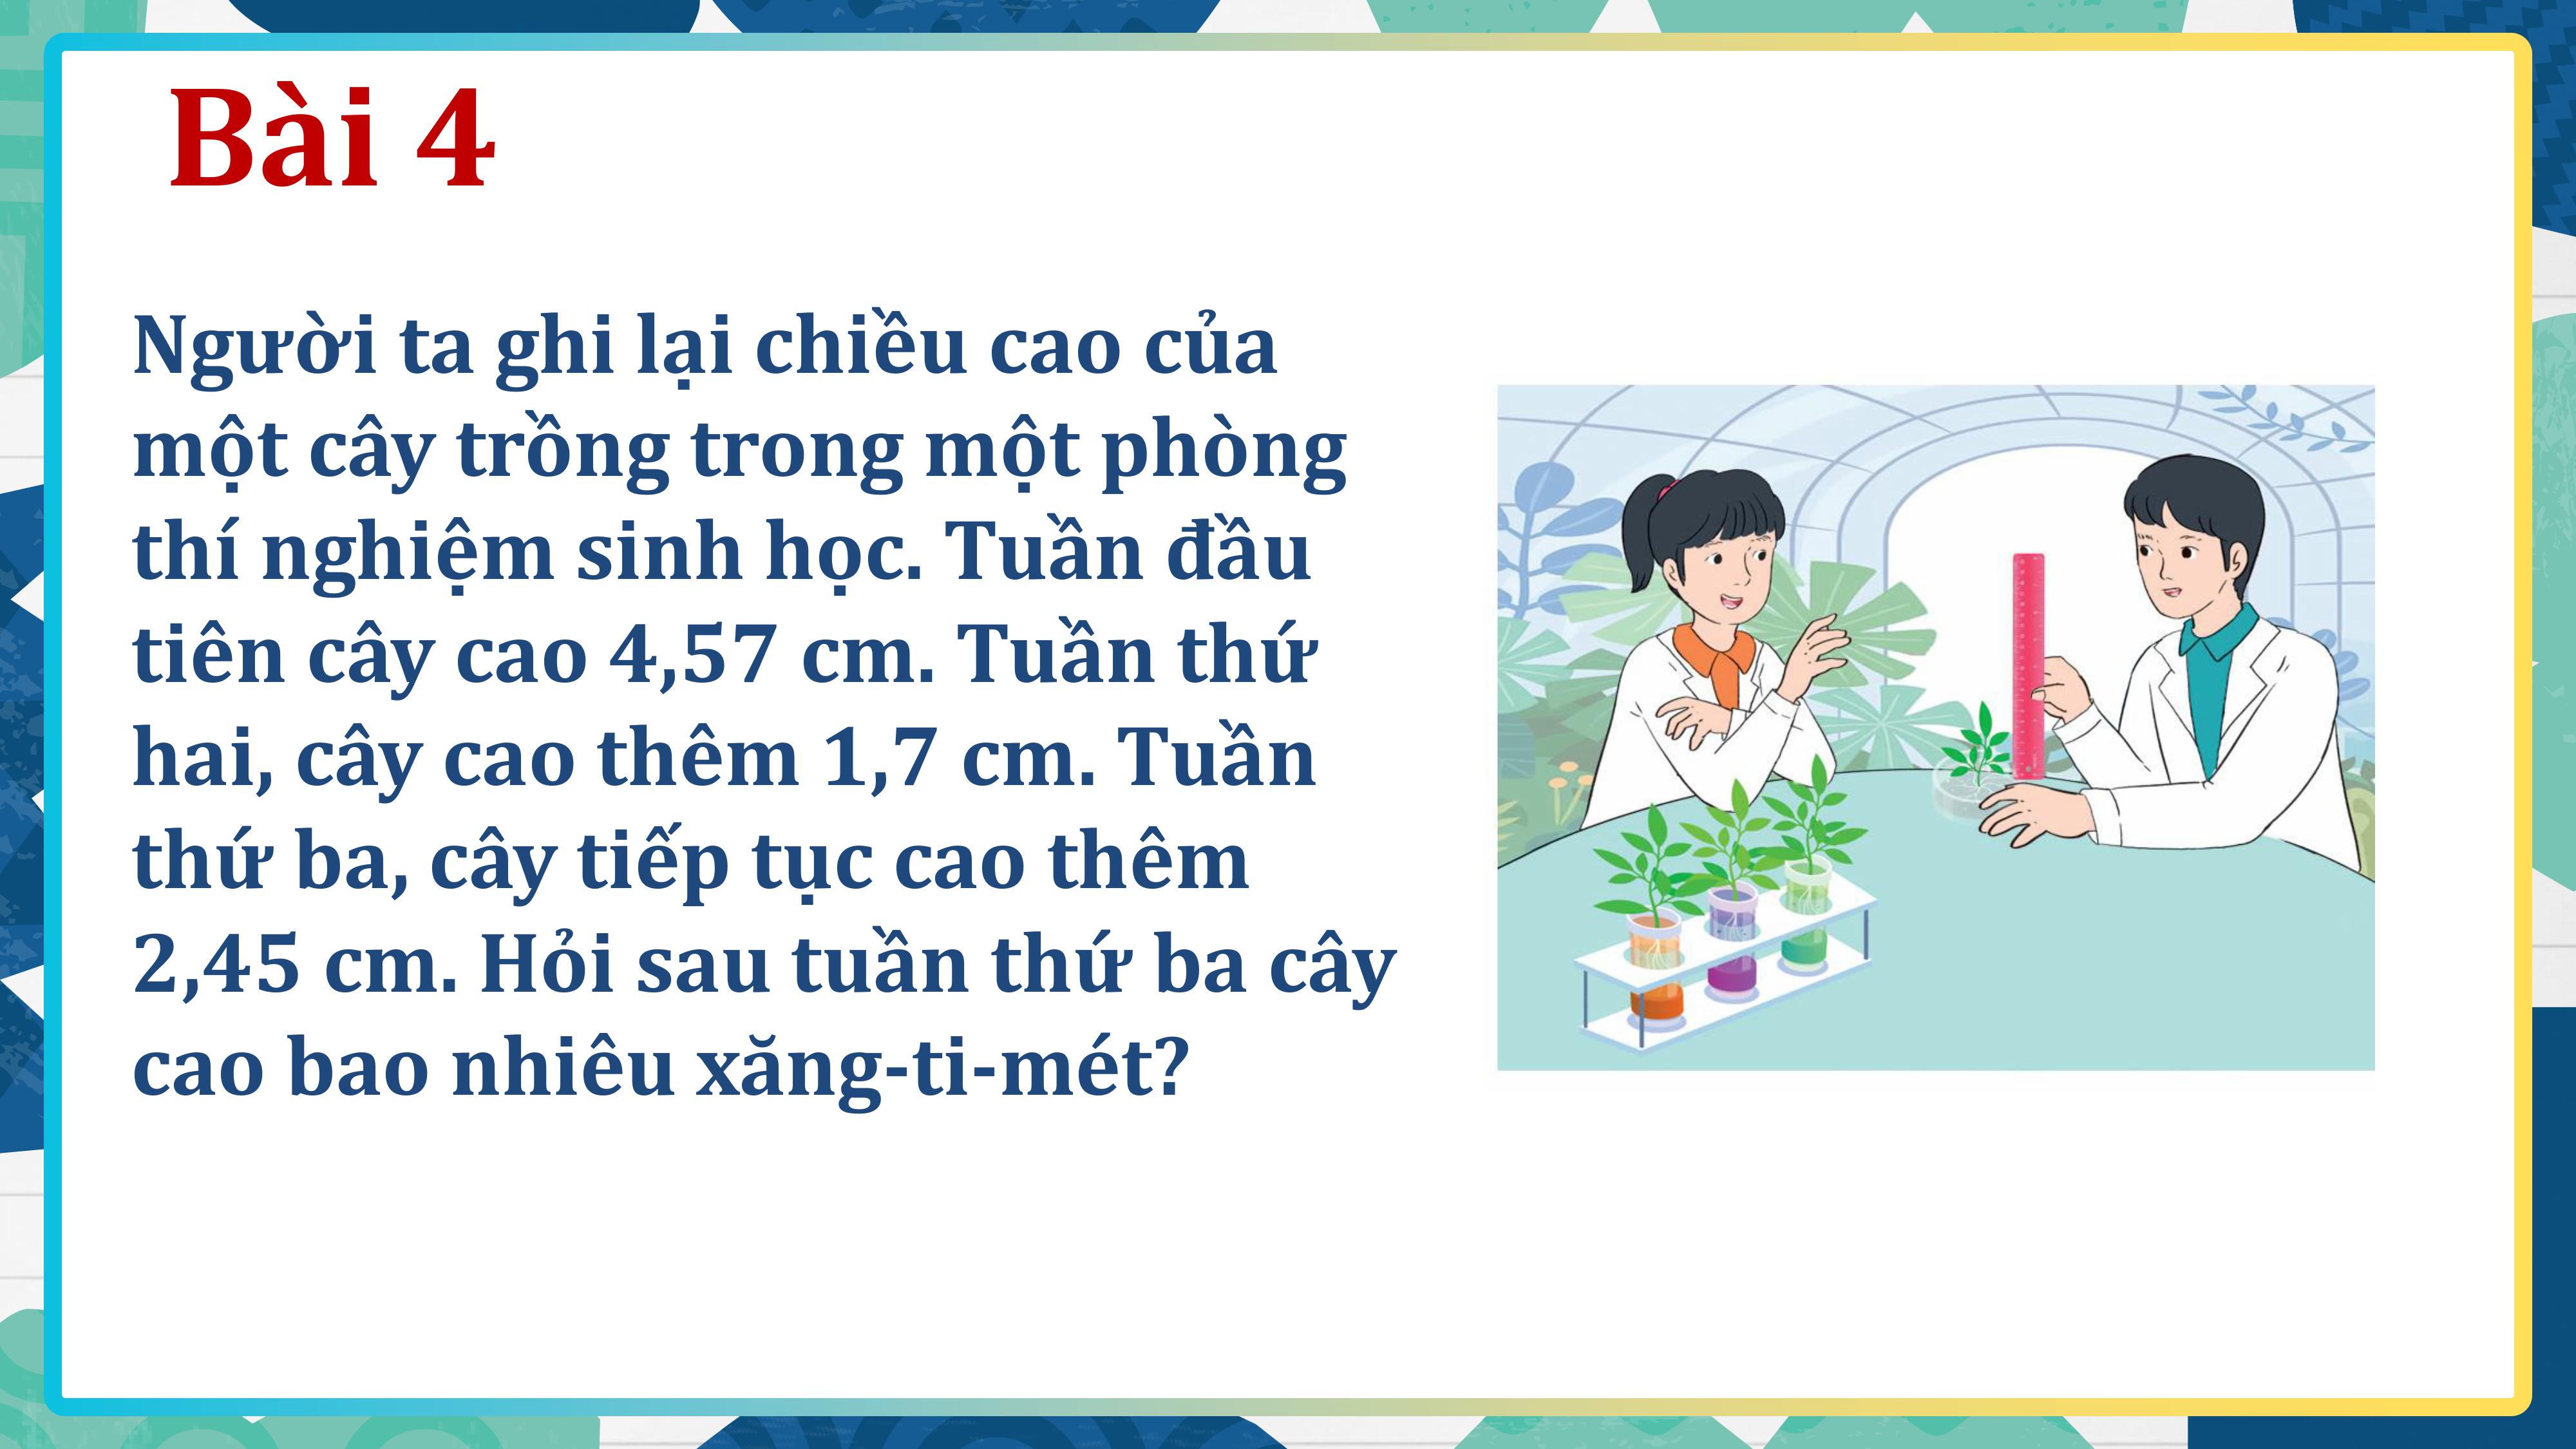 Bài 4
Người ta ghi lại chiều cao của
một cây trồng trong một phòng
thí nghiệm sinh học. Tuần đầu
tiên cây cao 4,57 cm. Tuần thứ
hai, cây cao thêm 1,7 cm. Tuần
thứ ba, cây tiếp tục cao thêm
2,45 cm. Hỏi sau tuần thứ ba cây
cao bao nhiêu xăng-ti-mét?